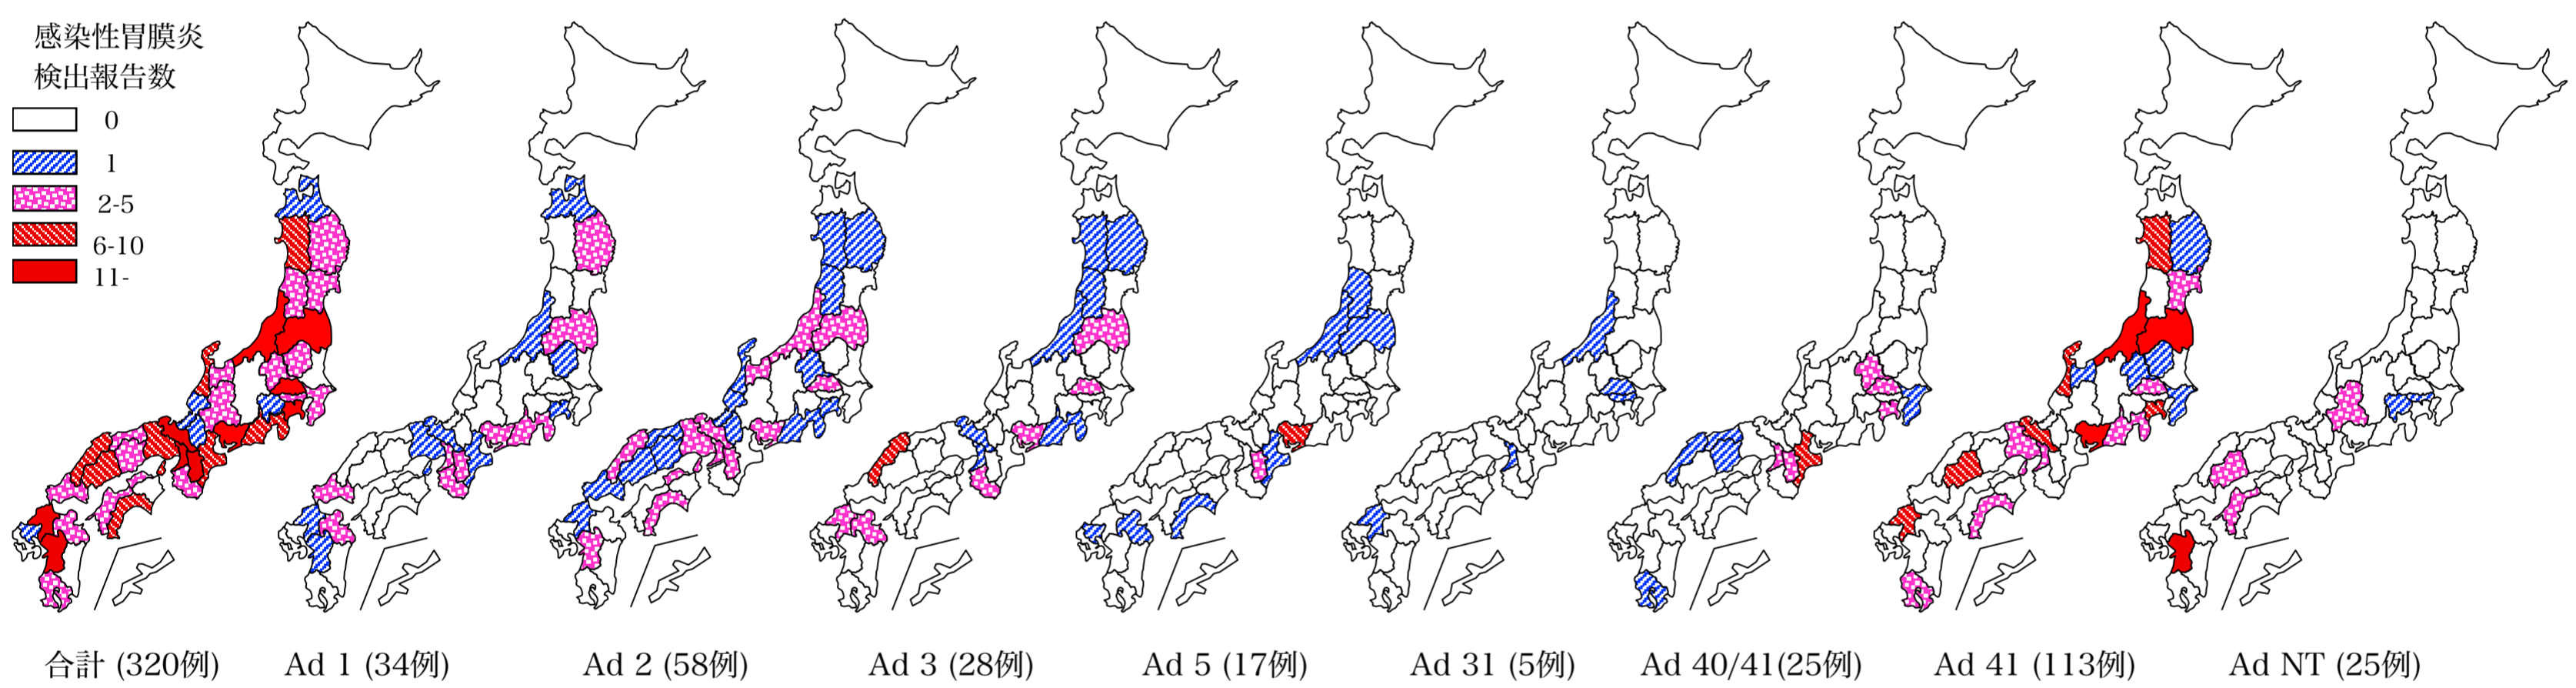 感染性胃膜炎
検出報告数
0
1
2-5
6-10
11-
合計 (320例)
Ad 1 (34例)
Ad 2 (58例)
Ad 3 (28例)
Ad 5 (17例)
Ad 31 (5例)
Ad 40/41(25例)
Ad 41 (113例)
Ad NT (25例)